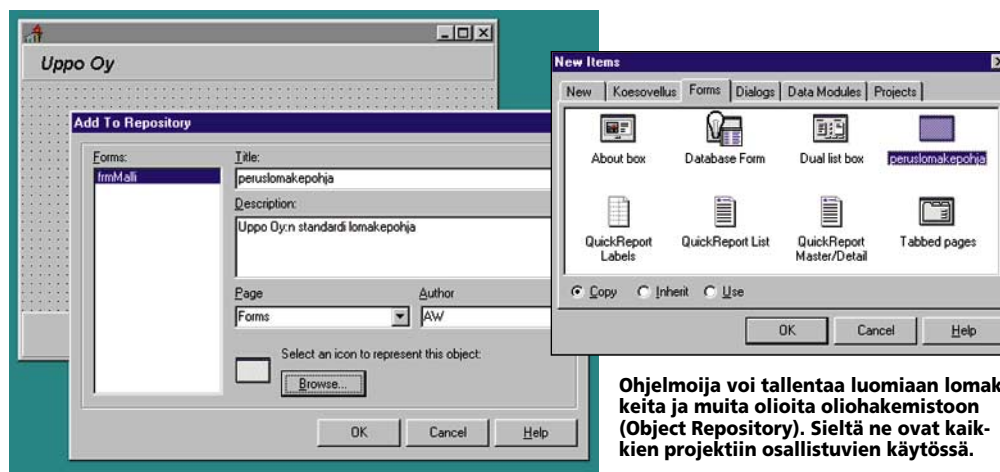 Uppo Oy
Add To Repository
Forms:
frmMalli
Title:
peruslomakepohja
Description:
Uppo Oy:n standardi lomakepohja
Page
Forms
Author
AW
Select an icon to represent this object:
Browse...
OK Cancel Help
New Items
New Koesovellus Forms Dialogs Data Modules Projects
About box Database Form Dual list box peruslomakepohja
QuickReport Labels QuickReport List QuickReport Master/Detail Tabbed pages
Copy Inherit Use
OK Cancel Help
Ohjelmoija voi tallentaa luomiaan lomak
keita ja muita olioita oliohakemistoon
(Object Repository). Sieltä ne ovat kaik-
kien projektiin osallistuvien käytössä.